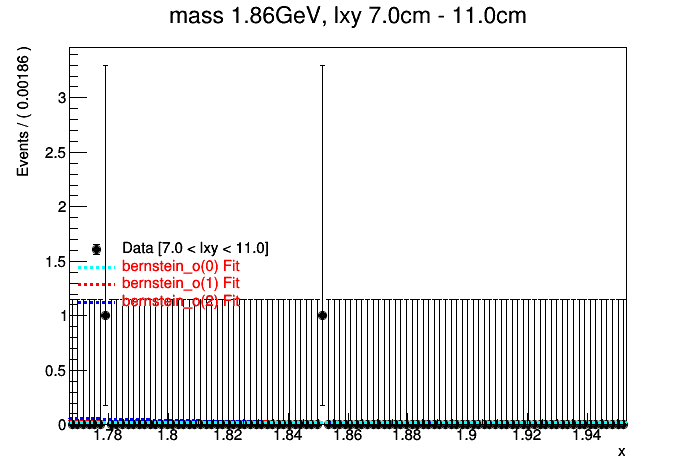 mass 1.86GeV, lxy 7.0cm - 11.0cm
Events / ( 0.00186 )
3
2.5
2
1.5
1
0.5
0
Data [7.0 < lxy < 11.0]
bernstein_o(0) Fit
bernstein_o(1) Fit
bernstein_o(2) Fit
1.78 1.8 1.82 1.84 1.86 1.88 1.9 1.92 1.94
x